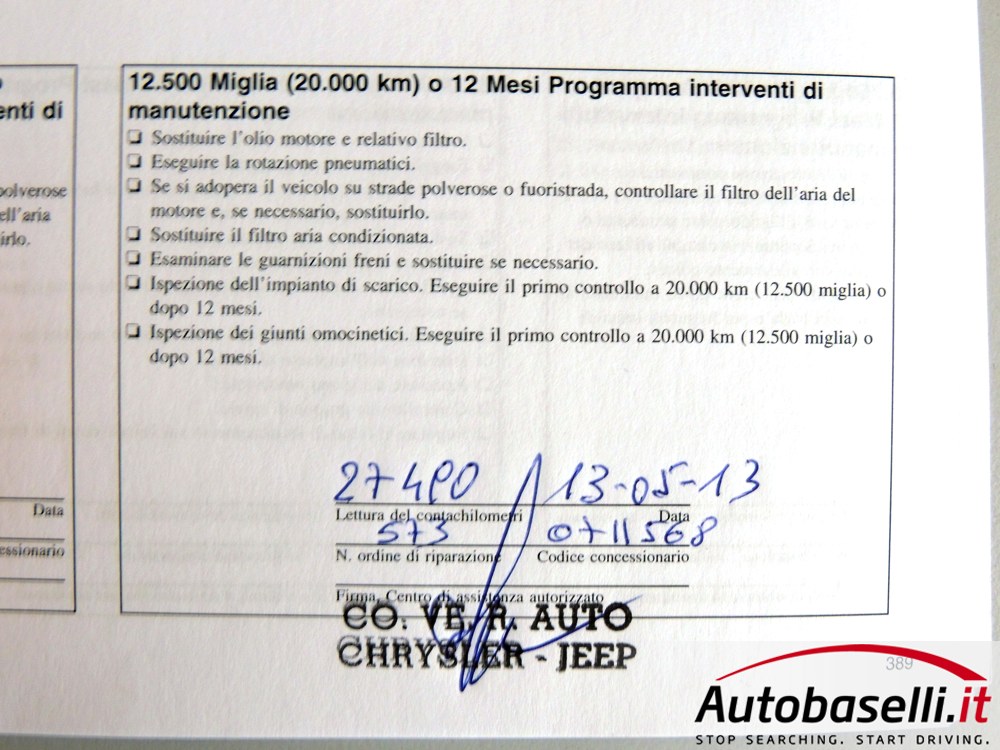 enti di
polverose
ell'aria
irlo.
Data
essionario
12.500 Miglia (20.000 km) o 12 Mesi Programma interventi di
manutenzione
❏ Sostituire l'olio motore e relativo filtro.
❏ Eseguire la rotazione pneumatici.
❏ Se si adopera il veicolo su strade polverose o fuoristrada, controllare il filtro dell'aria del
motore e, se necessario, sostituirlo.
❏ Sostituire il filtro aria condizionata.
❏ Esaminare le guarnizioni freni e sostituire se necessario.
❏ Ispezione dell'impianto di scarico. Eseguire il primo controllo a 20.000 km (12.500 miglia) o
dopo 12 mesi.
❏ Ispezione dei giunti omocinetici. Eseguire il primo controllo a 20.000 km (12.500 miglia) o
dopo 12 mesi.
13-05-13
Lettura del contachilometri Data
573 0711568
N. ordine di riparazione Codice concessionario
Firma, Centro di assistenza autorizzato
CO. VE. R. AUTO
CHRYSLER - JEEP
389
Autobaselli.it
STOP SEARCHING. START DRIVING.